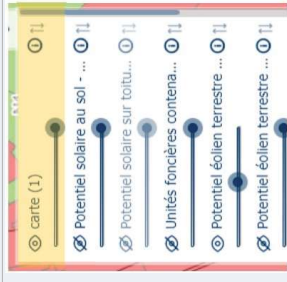 carte (1)
Potentiel solaire au sol - ...
Potentiel solaire sur toitu...
Unités foncières contena...
Potentiel éolien terrestre ...
Potentiel éolien terrestre ...